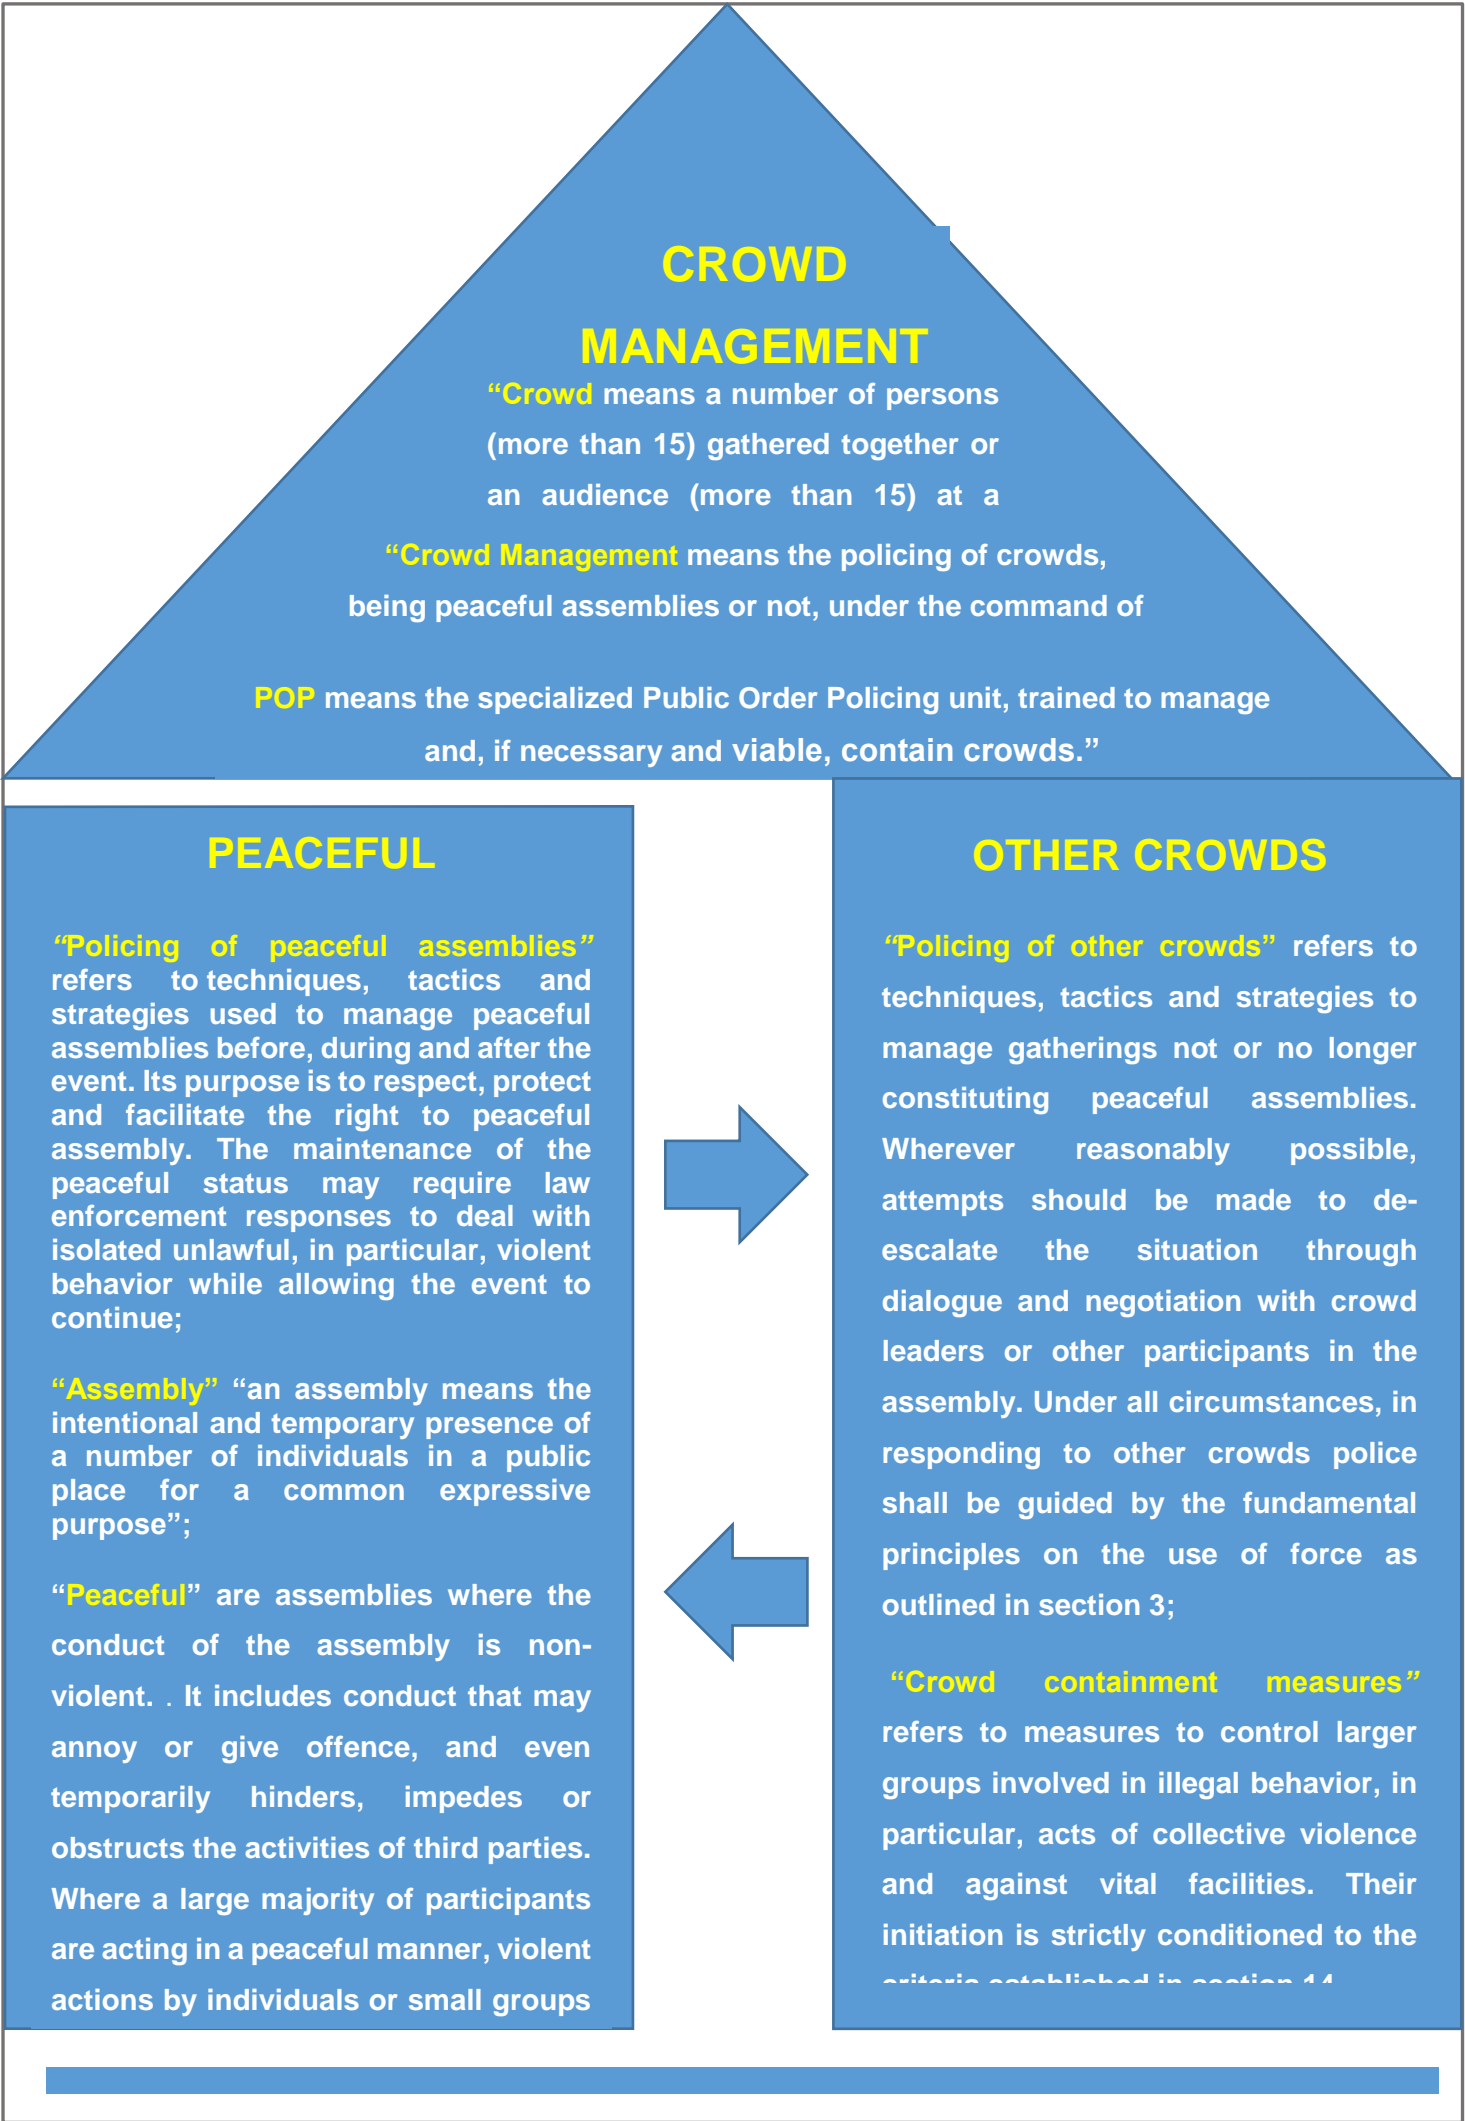 CROWD
MANAGEMENT
“Crowd means a number of persons
(more than 15) gathered together or
an audience (more than 15) at a
“Crowd Management means the policing of crowds,
being peaceful assemblies or not, under the command of
POP means the specialized Public Order Policing unit, trained to manage
and, if necessary and viable, contain crowds.”
PEACEFUL
“Policing of peaceful assemblies”
refers to techniques, tactics and
strategies used to manage peaceful
assemblies before, during and after the
event. Its purpose is to respect, protect
and facilitate the right to peaceful
assembly. The maintenance of the
peaceful status may require law
enforcement responses to deal with
isolated unlawful, in particular, violent
behavior while allowing the event to
continue;
“Assembly” “an assembly means the
intentional and temporary presence of
a number of individuals in a public
place for a common expressive
purpose”;
“Peaceful” are assemblies where the
conduct of the assembly is non-
violent. . It includes conduct that may
annoy or give offence, and even
temporarily hinders, impedes or
obstructs the activities of third parties.
Where a large majority of participants
are acting in a peaceful manner, violent
actions by individuals or small groups
OTHER CROWDS
“Policing of other crowds” refers to
techniques, tactics and strategies to
manage gatherings not or no longer
constituting peaceful assemblies.
Wherever reasonably possible,
attempts should be made to de-
escalate the situation through
dialogue and negotiation with crowd
leaders or other participants in the
assembly. Under all circumstances, in
responding to other crowds police
shall be guided by the fundamental
principles on the use of force as
outlined in section 3;
“Crowd containment measures”
refers to measures to control larger
groups involved in illegal behavior, in
particular, acts of collective violence
and against vital facilities. Their
initiation is strictly conditioned to the
criteria established in section 14